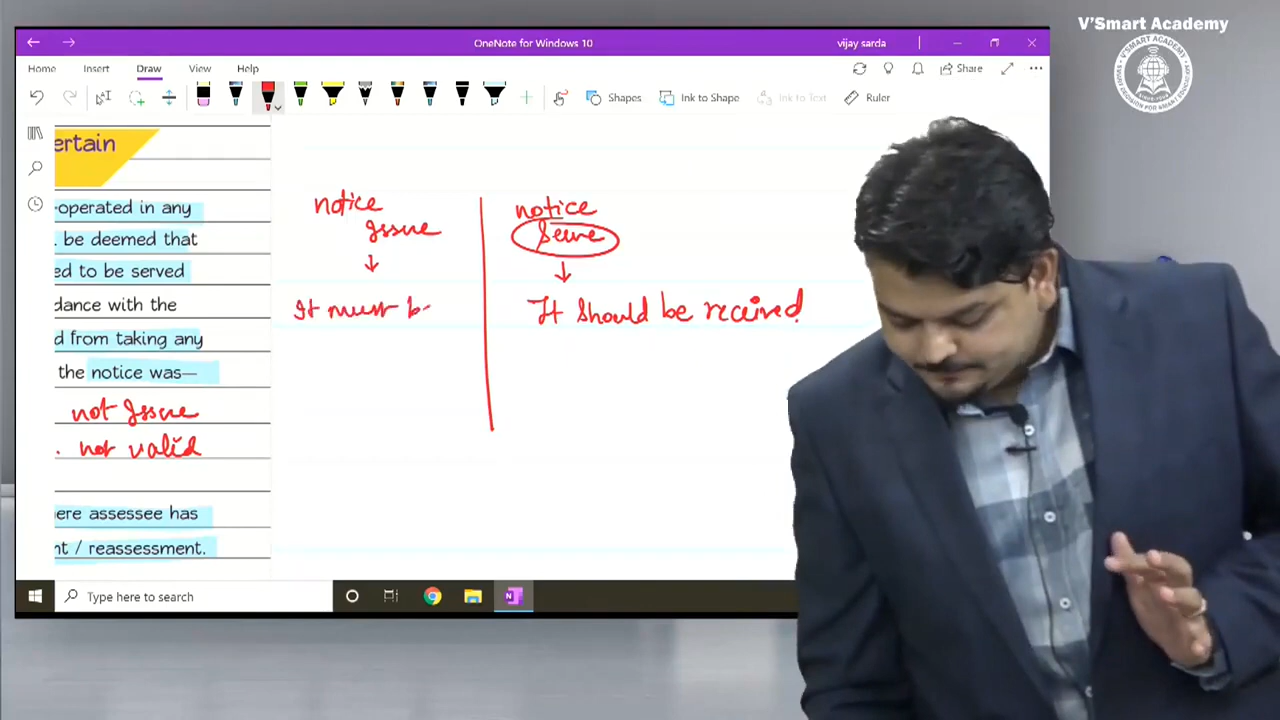 V'Smart Academy
OneNote for Windows 10
vijay sarda
Home Insert Draw View Help
Share
Shapes
Ink to Shape
Ink to Text
Ruler
ertain
-operated in any
. be deemed that
ed to be served
dance with the
d from taking any
the notice was—
not Issue
. not valid
ere assessee has
nt / reassessment.
notice
Issue
It must b
notice
Serve
It should be received
Type here to search